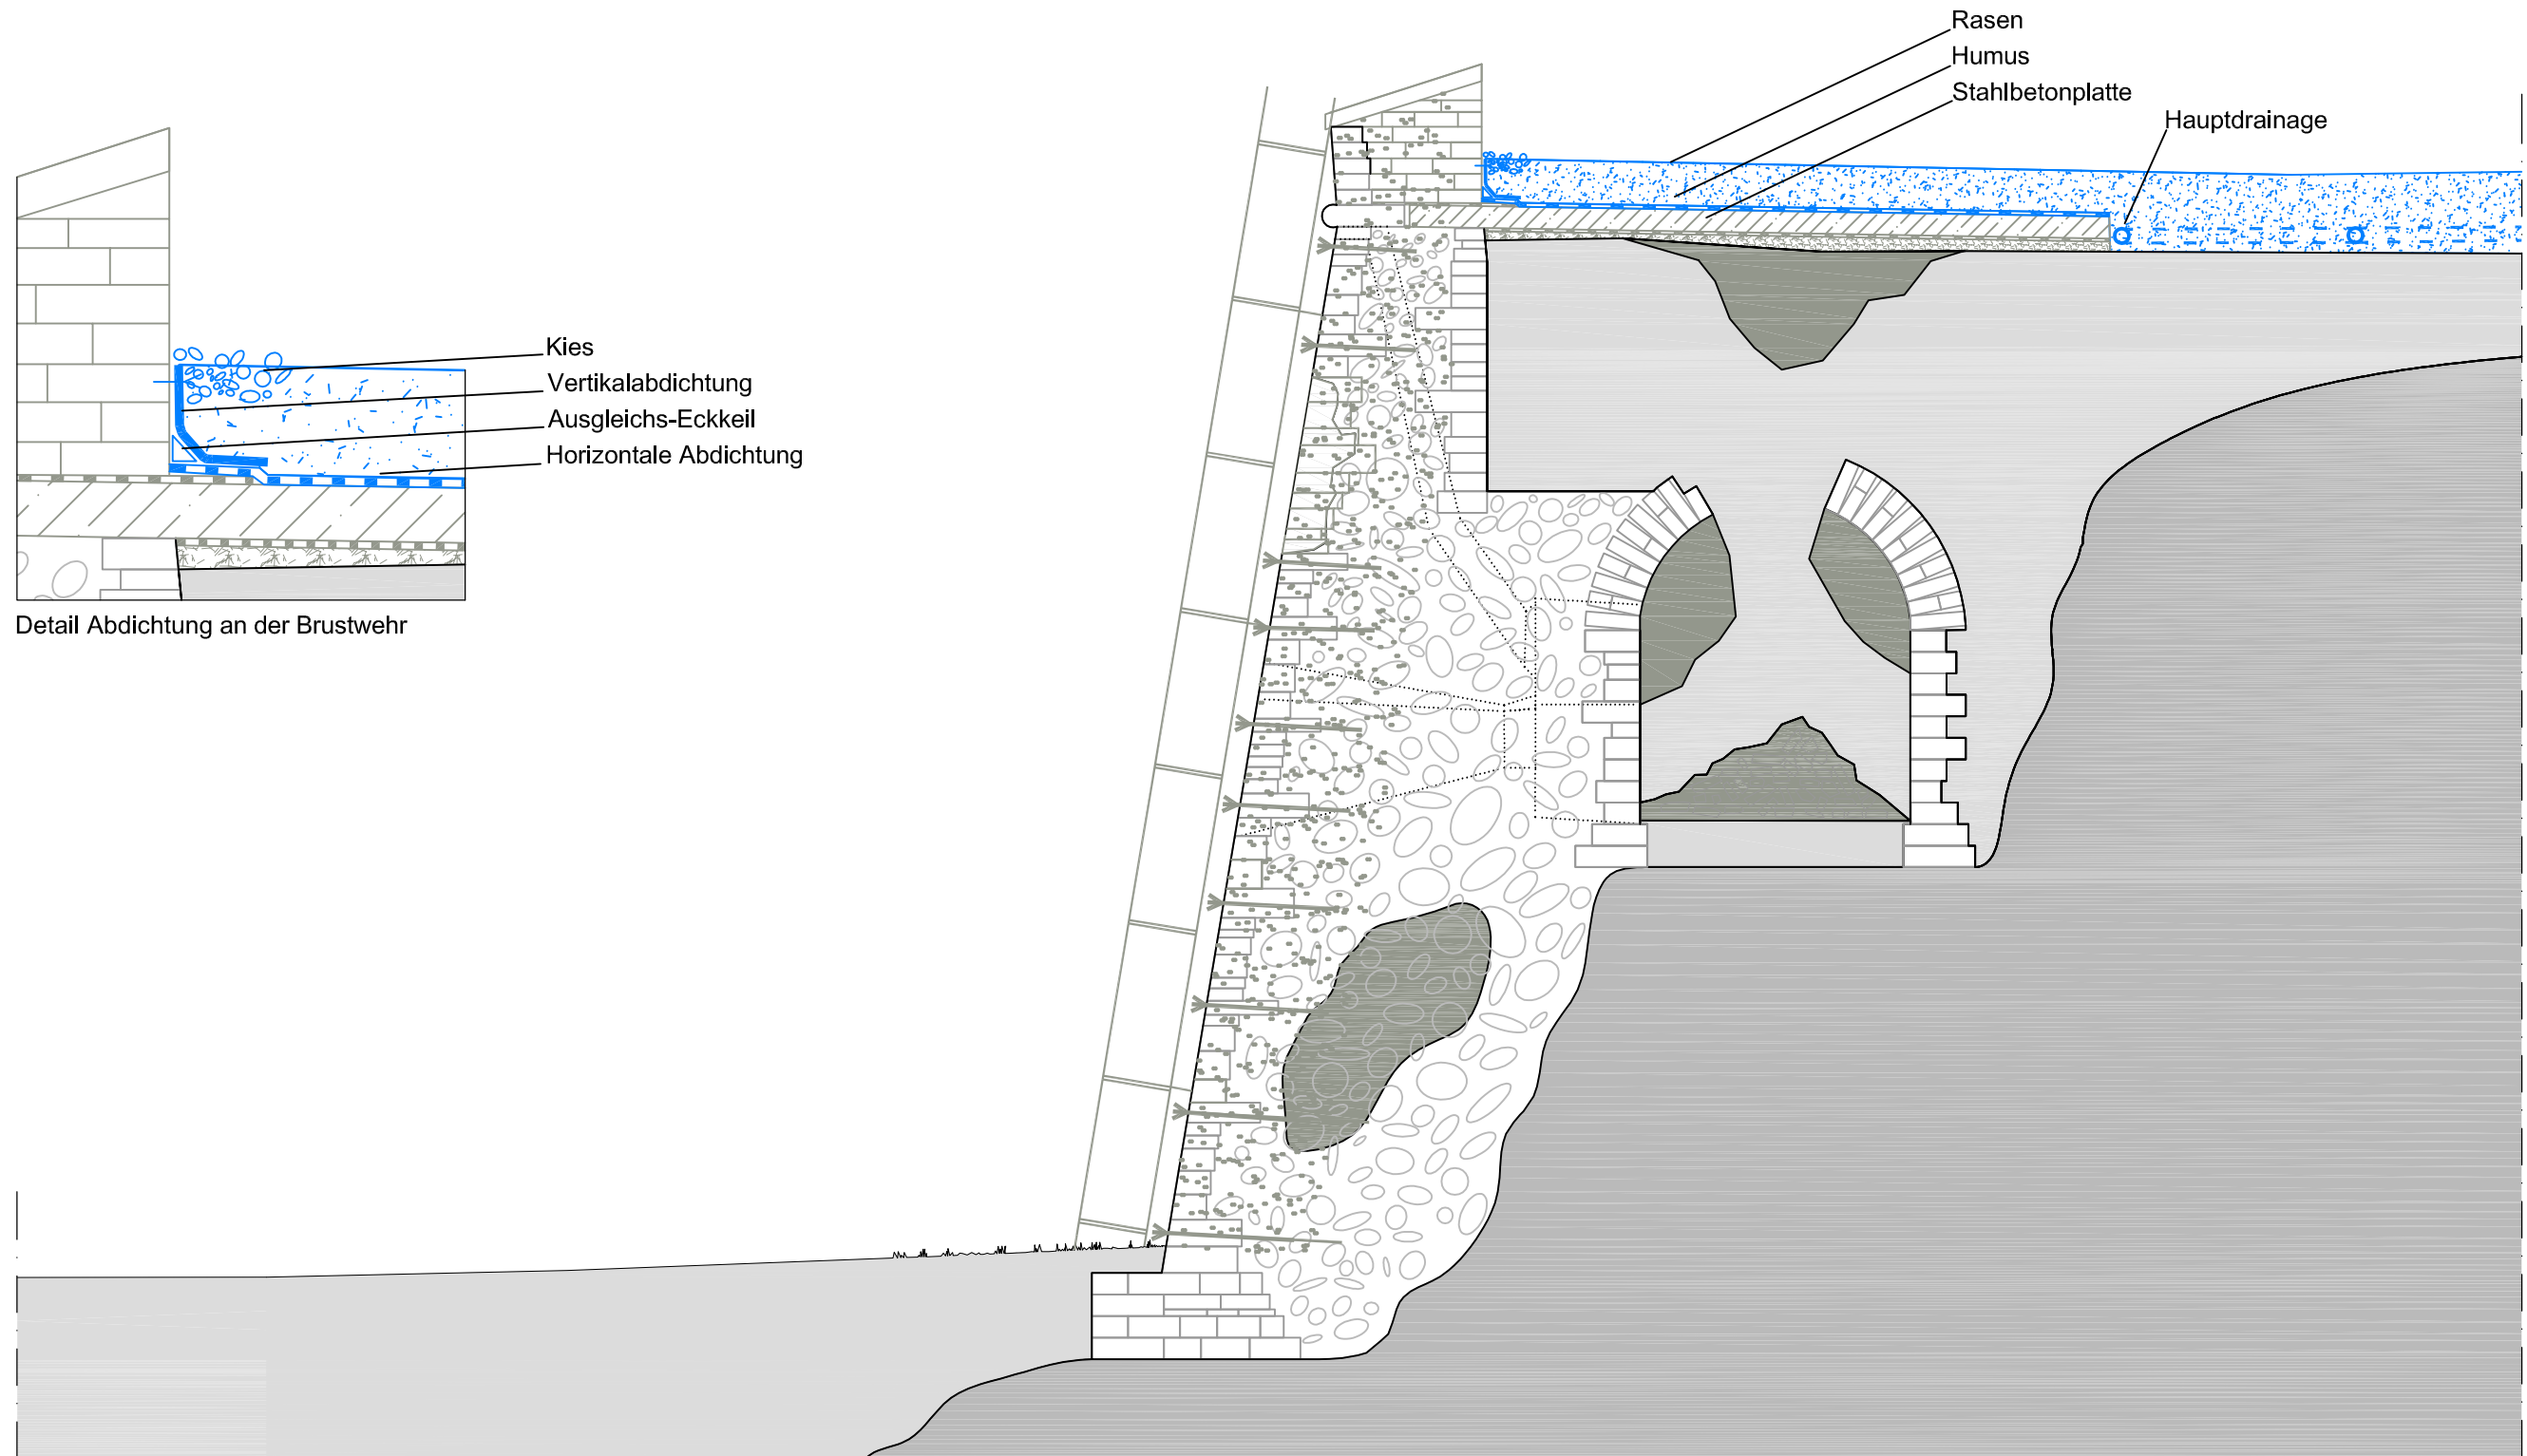 Rasen
Humus
Stahlbetonplatte
Hauptdrainage
Kies
Vertikalabdichtung
Ausgleichs-Eckkeil
Horizontale Abdichtung
Detail Abdichtung an der Brustwehr